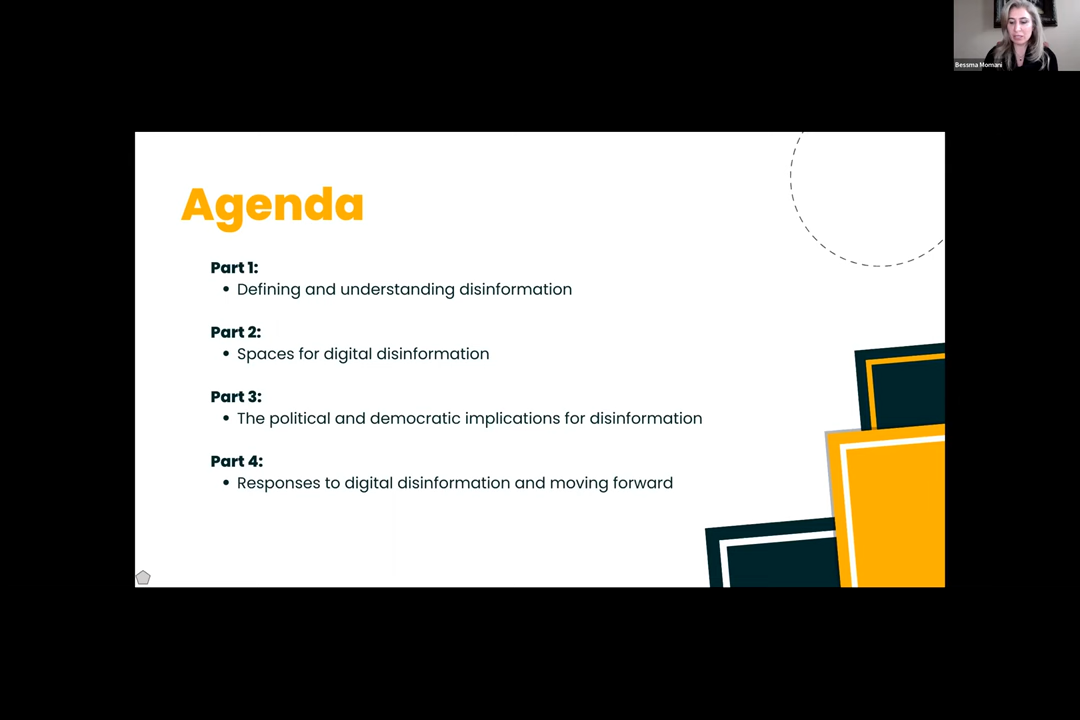 Bessma Momani
Agenda
Part 1:
• Defining and understanding disinformation
Part 2:
• Spaces for digital disinformation
Part 3:
• The political and democratic implications for disinformation
Part 4:
• Responses to digital disinformation and moving forward